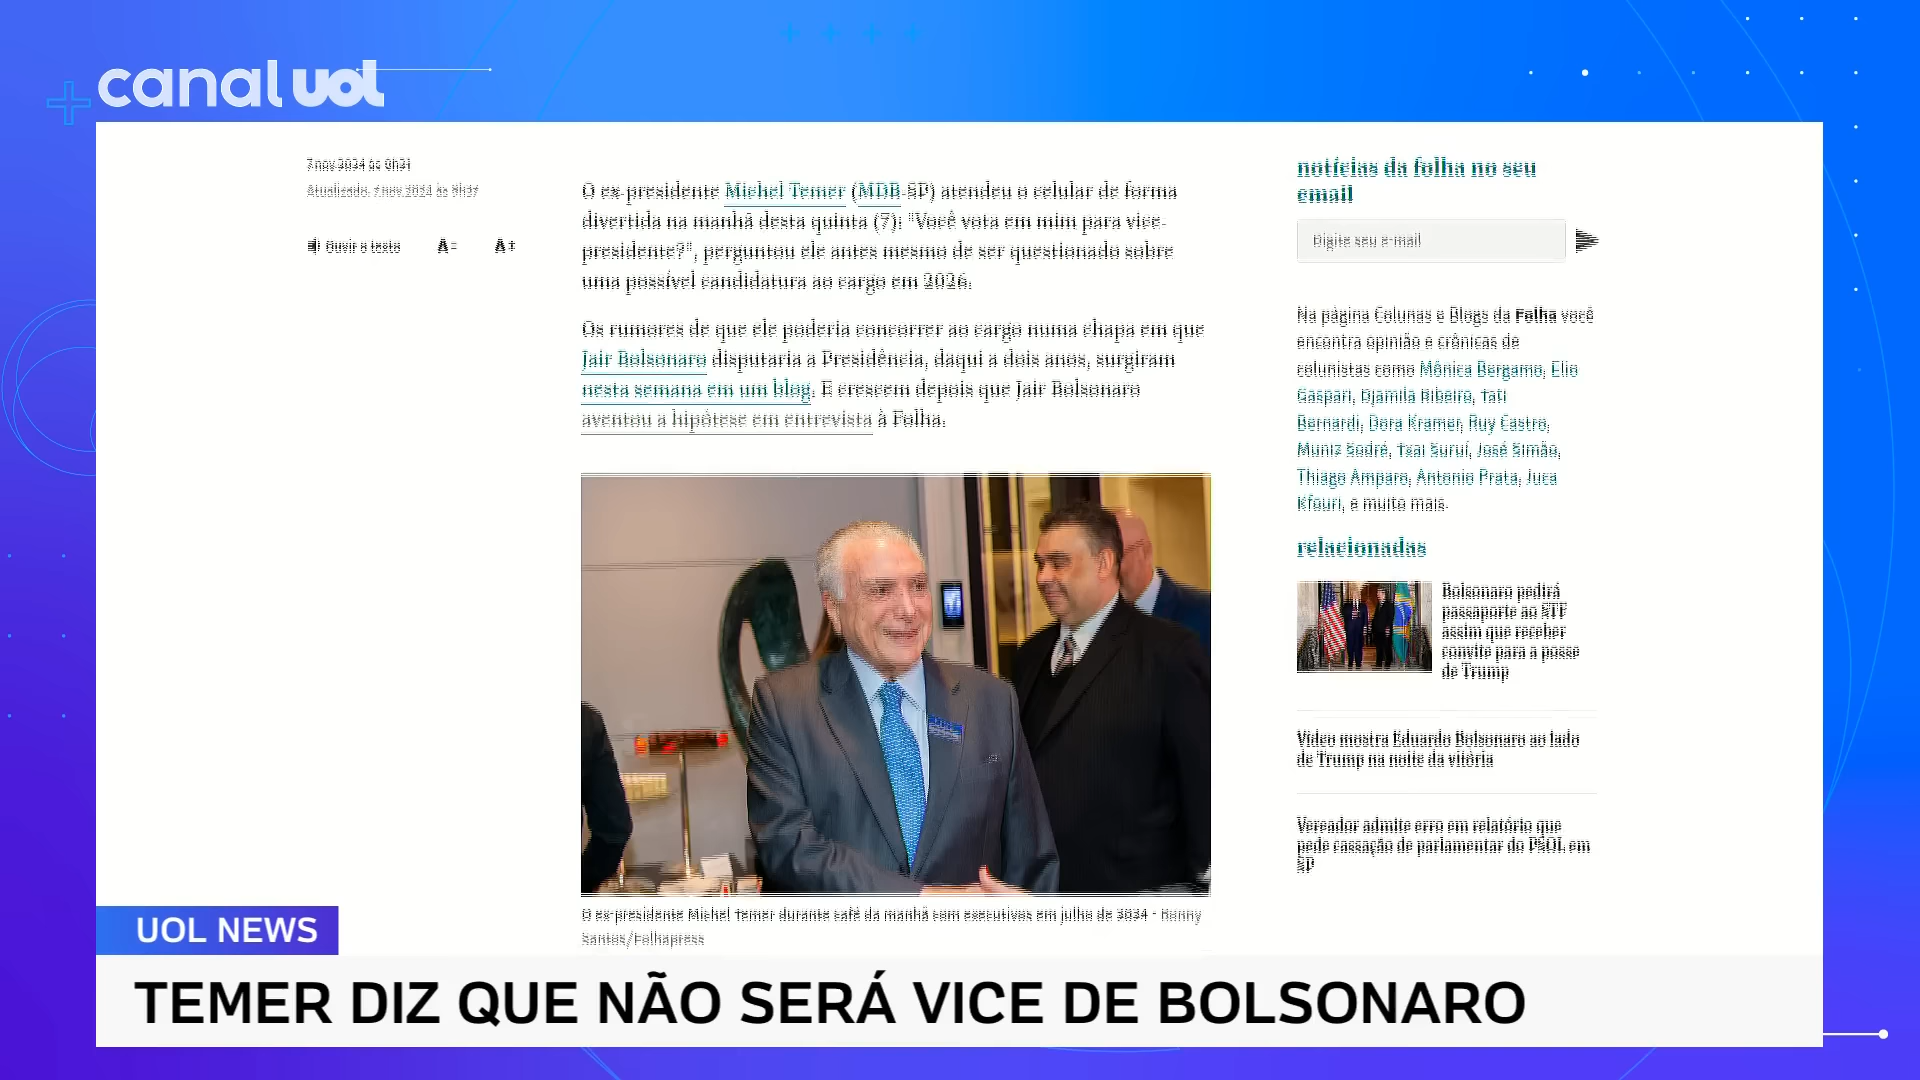 canal uol
7.nov.2024 às 9h21
Atualizado: 7.nov.2024 às 9h37
Ouvir o texto
A-
A+
O ex-presidente Michel Temer (MDB-SP) atendeu o celular de forma
divertida na manhã desta quinta (7): "Você vota em mim para vice-
presidente?", perguntou ele antes mesmo de ser questionado sobre
uma possível candidatura ao cargo em 2026.
Os rumores de que ele poderia concorrer ao cargo numa chapa em que
Jair Bolsonaro disputaria a Presidência, daqui a dois anos, surgiram
nesta semana em um blog. E crescem depois que Jair Bolsonaro
aventou a hipótese em entrevista à Folha.
O ex-presidente Michel Temer durante café da manhã com executivos em julho de 2024 - Ronny
Santos/Folhapress
notícias da folha no seu
email
Digite seu e-mail
Na página Colunas e Blogs da Folha você
encontra opinião e crônicas de
colunistas como Mônica Bergamo, Elio
Gaspari, Djamila Ribeiro, Tati
Bernardi, Dora Kramer, Ruy Castro,
Muniz Sodré, Txai Suruí, José Simão,
Thiago Amparo, Antonio Prata, Juca
Kfouri, e muito mais.
relacionadas
Bolsonaro pedirá
passaporte ao STF
assim que receber
convite para a posse
de Trump
Vídeo mostra Eduardo Bolsonaro ao lado
de Trump na noite da vitória
Vereador admite erro em relatório que
pede cassação de parlamentar do PSOL em
SP
UOL NEWS
TEMER DIZ QUE NÃO SERÁ VICE DE BOLSONARO